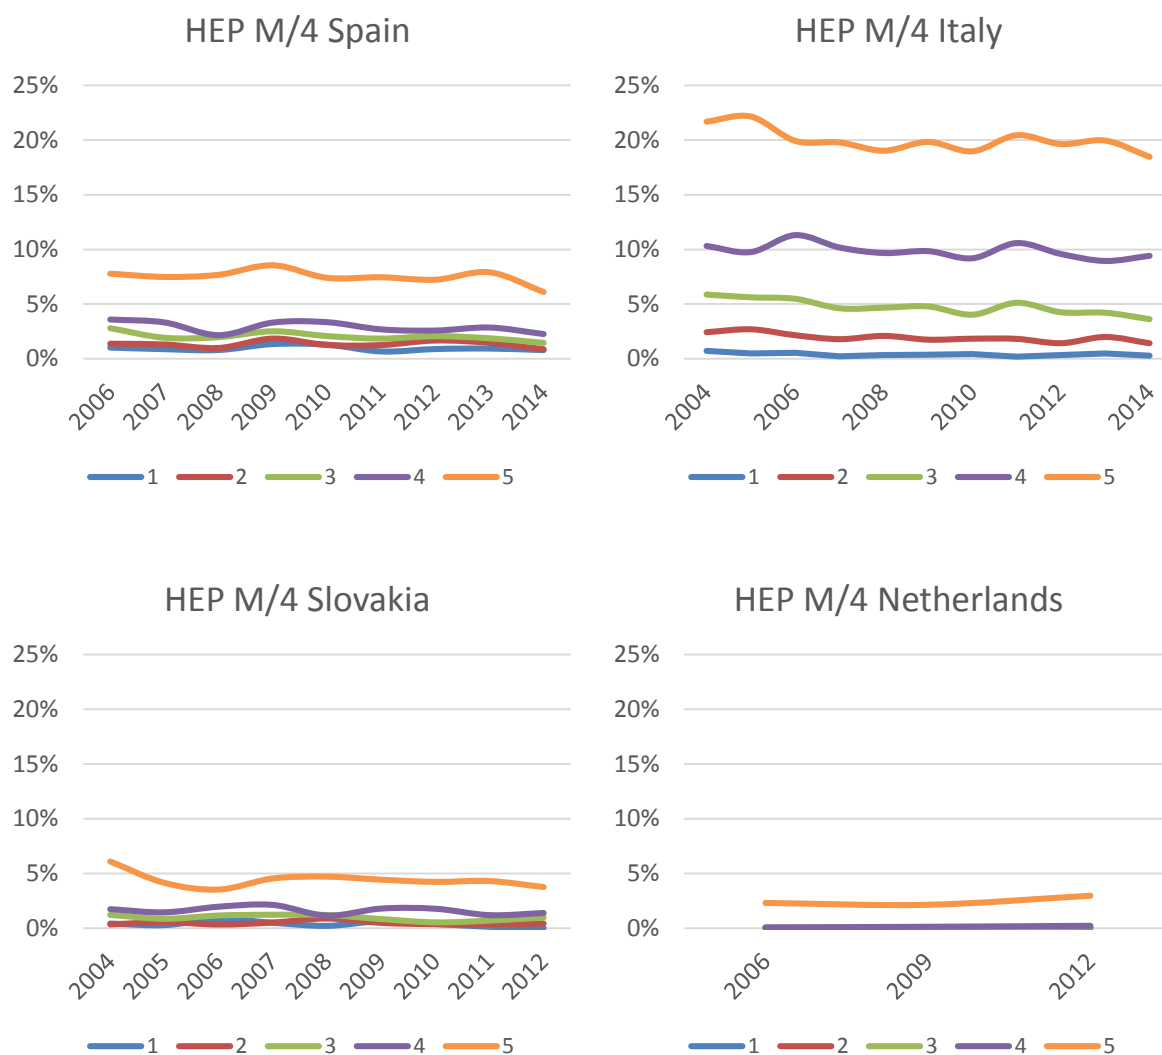 HEP M/4 Spain
25%
20%
15%
10%
5%
0%
2006 2007 2008 2009 2010 2011 2012 2013 2014
1 2 3 4 5
HEP M/4 Italy
25%
20%
15%
10%
5%
0%
2004 2006 2008 2010 2012 2014
1 2 3 4 5
HEP M/4 Slovakia
25%
20%
15%
10%
5%
0%
2004 2005 2006 2007 2008 2009 2010 2011 2012
1 2 3 4 5
HEP M/4 Netherlands
25%
20%
15%
10%
5%
0%
2006 2009 2012
1 2 3 4 5